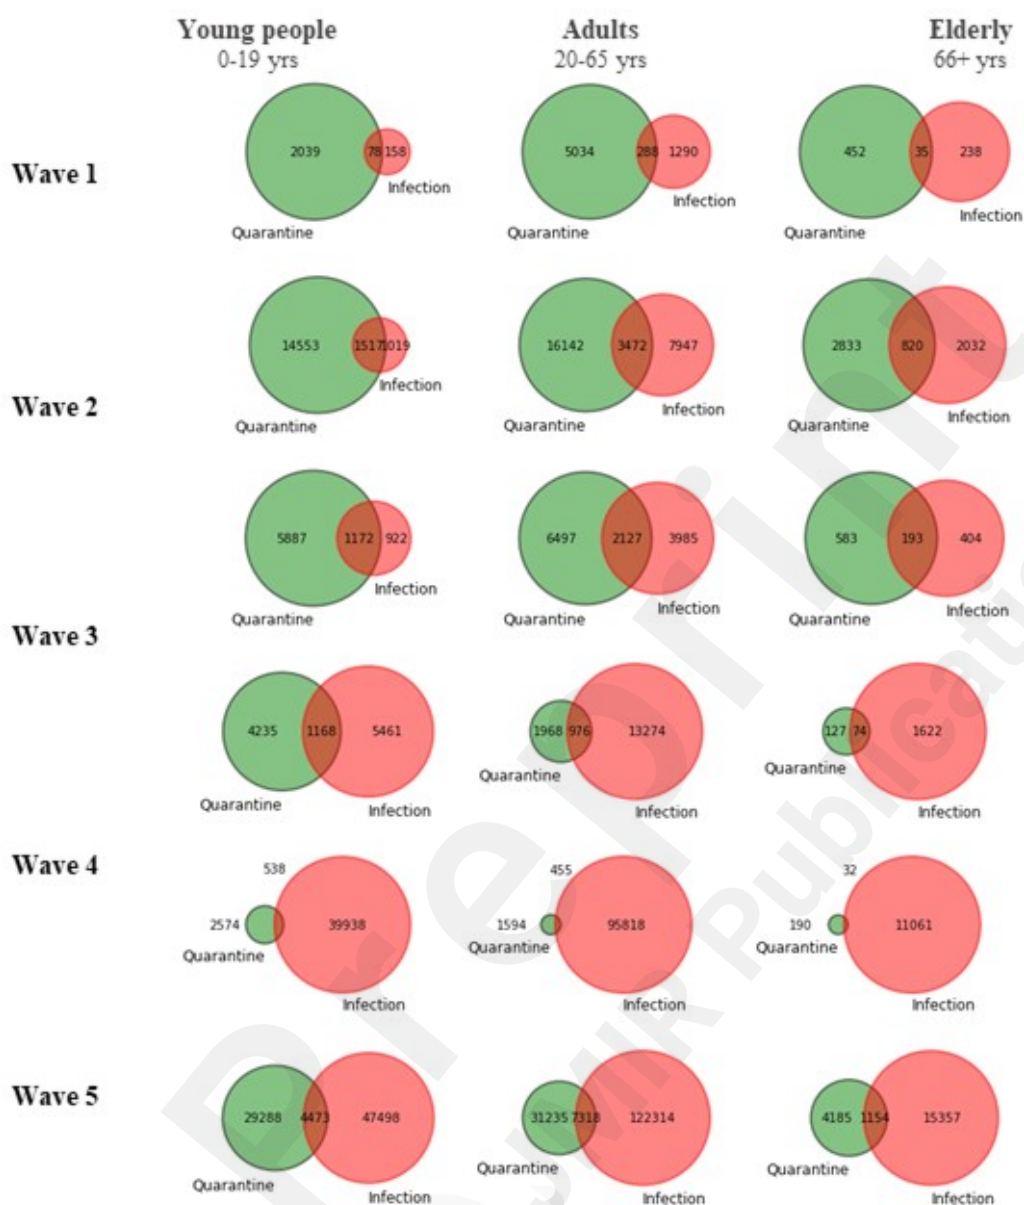 Young people Adults Elderly
0-19 yrs 20-65 yrs 66+ yrs
2039 78 158 5034 288 1290 452 35 238
Wave 1
Infection Infection Infection
Quarantine Quarantine Quarantine
14553 1517 1019 16142 3472 7947 2833 820 2032
Infection Infection Infection
Wave 2
Quarantine Quarantine Quarantine
5887 1172 922 6497 2127 3985 583 193 404
Infection Infection Infection
Quarantine Quarantine Quarantine
Wave 3
4235 1168 5461 1968 976 13274 127 74 1622
Quarantine Quarantine Quarantine
Infection Infection Infection
Wave 4
538 455 32
2574 39938 1594 95818 190 11061
Quarantine Quarantine Quarantine
Infection Infection Infection
Wave 5
29288 4473 47498 31235 7318 122314 4185 1154 15357
Quarantine Quarantine Quarantine
Infection Infection Infection
Preprint
JMIR Publicati